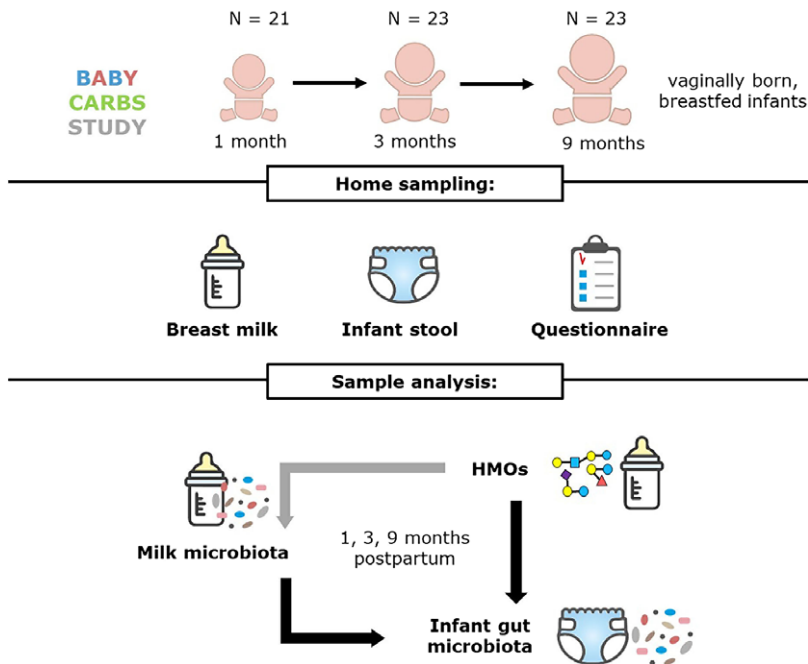 N = 21
N = 23
N = 23
BABY
CARBS
STUDY
1 month
3 months
9 months
vaginally born,
breastfed infants
Home sampling:
Breast milk
Infant stool
Questionnaire
Sample analysis:
HMOs
Milk microbiota
1, 3, 9 months
postpartum
Infant gut
microbiota